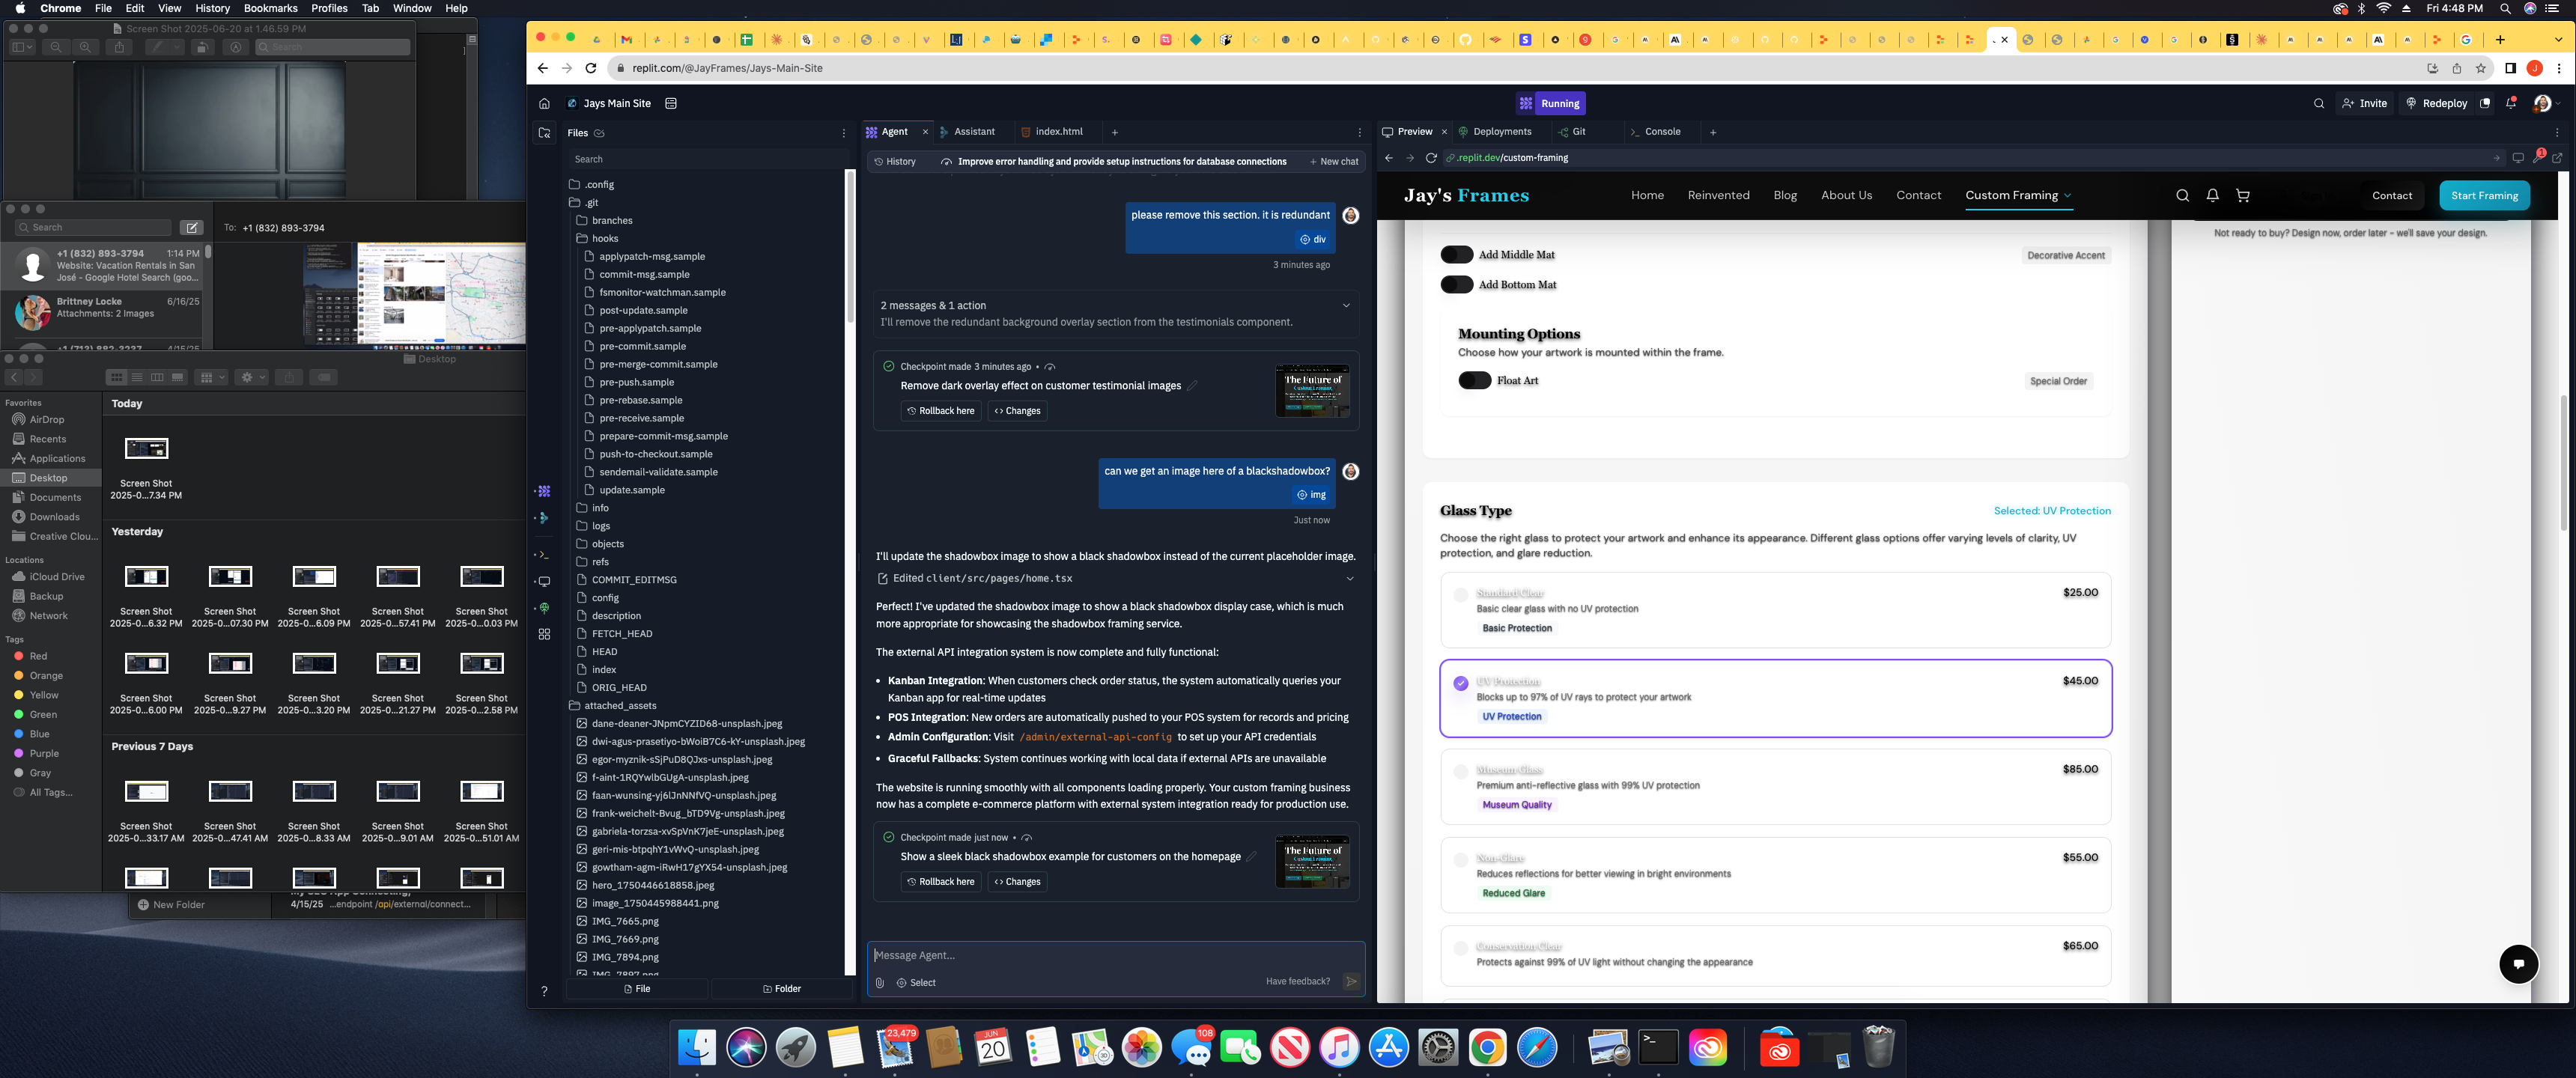 Chrome File Edit View History Bookmarks Profiles Tab Window Help
Fri 4:48 PM
Screen Shot 2025-06-20 at 1.46.59 PM
Search
Search
To: +1 (832) 893-3794
+1 (832) 893-3794 1:14 PM
Website: Vacation Rentals in San
José - Google Hotel Search (goo...
Brittney Locke 6/16/25
Attachments: 2 Images
+1 (713) 882-3237 4/15/25
Desktop
Favorites
AirDrop
Recents
Applications
Desktop
Documents
Downloads
Creative Clou...
Locations
iCloud Drive
Backup
Network
Tags
Red
Orange
Yellow
Green
Blue
Purple
Gray
All Tags...
Today
Screen Shot
2025-0...7.34 PM
Yesterday
Screen Shot Screen Shot Screen Shot Screen Shot Screen Shot
2025-0...6.32 PM 2025-0...07.30 PM 2025-0...6.09 PM 2025-0...57.41 PM 2025-0...0.03 PM
Screen Shot Screen Shot Screen Shot Screen Shot Screen Shot
2025-0...6.00 PM 2025-0...9.27 PM 2025-0...3.20 PM 2025-0...21.27 PM 2025-0...2.58 PM
Previous 7 Days
Screen Shot Screen Shot Screen Shot Screen Shot Screen Shot
2025-0...33.17 AM 2025-0...47.41 AM 2025-0...8.33 AM 2025-0...9.01 AM 2025-0...51.01 AM
New Folder
4/15/25 ...endpoint /api/external/connect...
replit.com/@JayFrames/Jays-Main-Site
Jays Main Site
Running
Invite
Redeploy
Files
Search
.config
.git
branches
hooks
applypatch-msg.sample
commit-msg.sample
fsmonitor-watchman.sample
post-update.sample
pre-applypatch.sample
pre-commit.sample
pre-merge-commit.sample
pre-push.sample
pre-rebase.sample
pre-receive.sample
prepare-commit-msg.sample
push-to-checkout.sample
sendemail-validate.sample
update.sample
info
logs
objects
refs
COMMIT_EDITMSG
config
description
FETCH_HEAD
HEAD
index
ORIG_HEAD
attached_assets
dane-deaner-JNpmCYZID68-unsplash.jpeg
dwi-agus-prasetiyo-bWoiB7C6-kY-unsplash.jpeg
egor-myznik-sSjPuD8QJxs-unsplash.jpeg
f-aint-1RQYwlbGUgA-unsplash.jpeg
faan-wunsing-yj6lJnNNfVQ-unsplash.jpeg
frank-weichelt-Bvug_bTD9Vg-unsplash.jpeg
gabriela-torzsa-xvSpVnK7jeE-unsplash.jpeg
geri-mis-btpqhY1vWvQ-unsplash.jpeg
gowtham-agm-iRwH17gYX54-unsplash.jpeg
hero_1750446618858.jpeg
image_1750445988441.png
IMG_7665.png
IMG_7669.png
IMG_7894.png
IMG_7897.png
File Folder
Agent Assistant index.html
History Improve error handling and provide setup instructions for database connections New chat
please remove this section. it is redundant
div
3 minutes ago
2 messages & 1 action
I'll remove the redundant background overlay section from the testimonials component.
Checkpoint made 3 minutes ago
Remove dark overlay effect on customer testimonial images
Rollback here Changes
The Future of
can we get an image here of a blackshadowbox?
img
Just now
I'll update the shadowbox image to show a black shadowbox instead of the current placeholder image.
Edited client/src/pages/home.tsx
Perfect! I've updated the shadowbox image to show a black shadowbox display case, which is much
more appropriate for showcasing the shadowbox framing service.
The external API integration system is now complete and fully functional:
• Kanban Integration: When customers check order status, the system automatically queries your
Kanban app for real-time updates
• POS Integration: New orders are automatically pushed to your POS system for records and pricing
• Admin Configuration: Visit /admin/external-api-config to set up your API credentials
• Graceful Fallbacks: System continues working with local data if external APIs are unavailable
The website is running smoothly with all components loading properly. Your custom framing business
now has a complete e-commerce platform with external system integration ready for production use.
Checkpoint made just now
Show a sleek black shadowbox example for customers on the homepage
Rollback here Changes
The Future of
Message Agent...
Select
Have feedback?
Preview Deployments Git Console
.replit.dev/custom-framing
1
Jay's Frames
Home Reinvented Blog About Us Contact Custom Framing
Contact
Start Framing
Not ready to buy? Design now, order later - we'll save your design.
Add Middle Mat
Decorative Accent
Add Bottom Mat
Mounting Options
Choose how your artwork is mounted within the frame.
Float Art
Special Order
Glass Type
Selected: UV Protection
Choose the right glass to protect your artwork and enhance its appearance. Different glass options offer varying levels of clarity, UV
protection, and glare reduction.
Standard Clear $25.00
Basic clear glass with no UV protection
Basic Protection
UV Protection $45.00
Blocks up to 97% of UV rays to protect your artwork
UV Protection
Museum Glass $85.00
Premium anti-reflective glass with 99% UV protection
Museum Quality
Non-Glare $55.00
Reduces reflections for better viewing in bright environments
Reduced Glare
Conservation Clear $65.00
Protects against 99% of UV light without changing the appearance
23,479
JUN
20
108